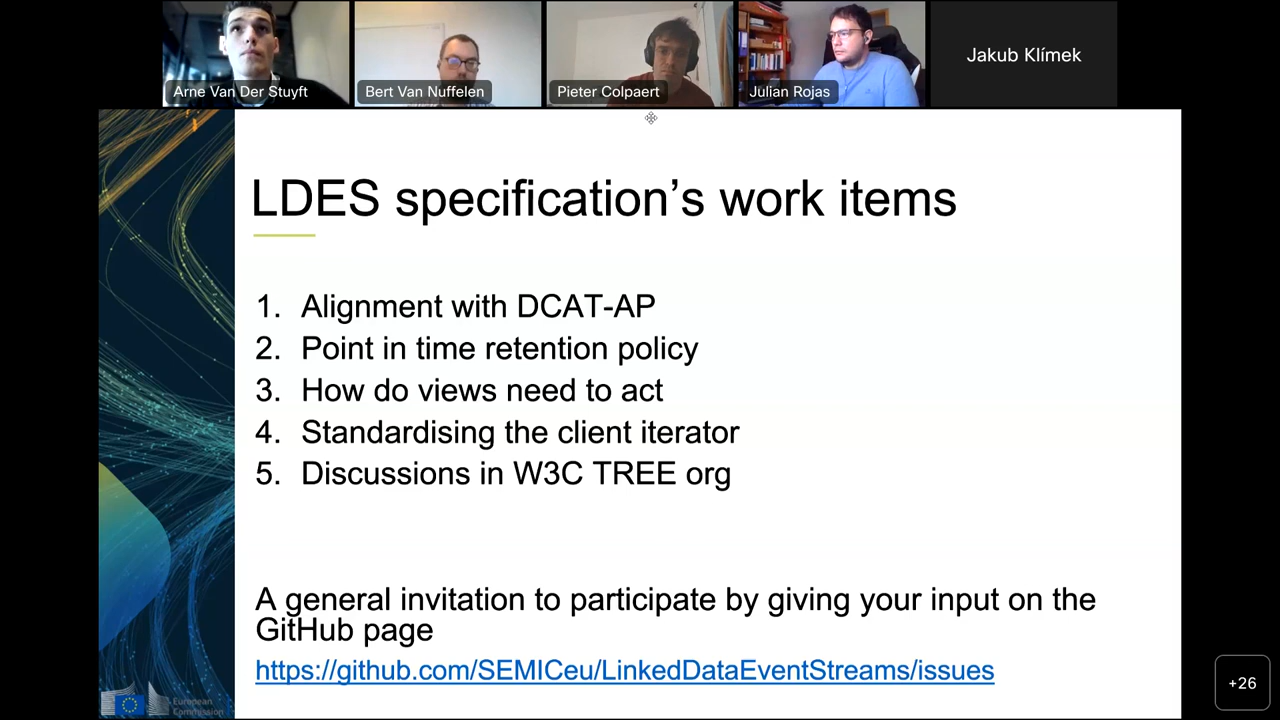 Arne Van Der Stuyft
Bert Van Nuffelen
Pieter Colpaert
Julian Rojas
Jakub Klímek
LDES specification’s work items
1. Alignment with DCAT-AP
2. Point in time retention policy
3. How do views need to act
4. Standardising the client iterator
5. Discussions in W3C TREE org
A general invitation to participate by giving your input on the
GitHub page
https://github.com/SEMICeu/LinkedDataEventStreams/issues
European
Commission
+26